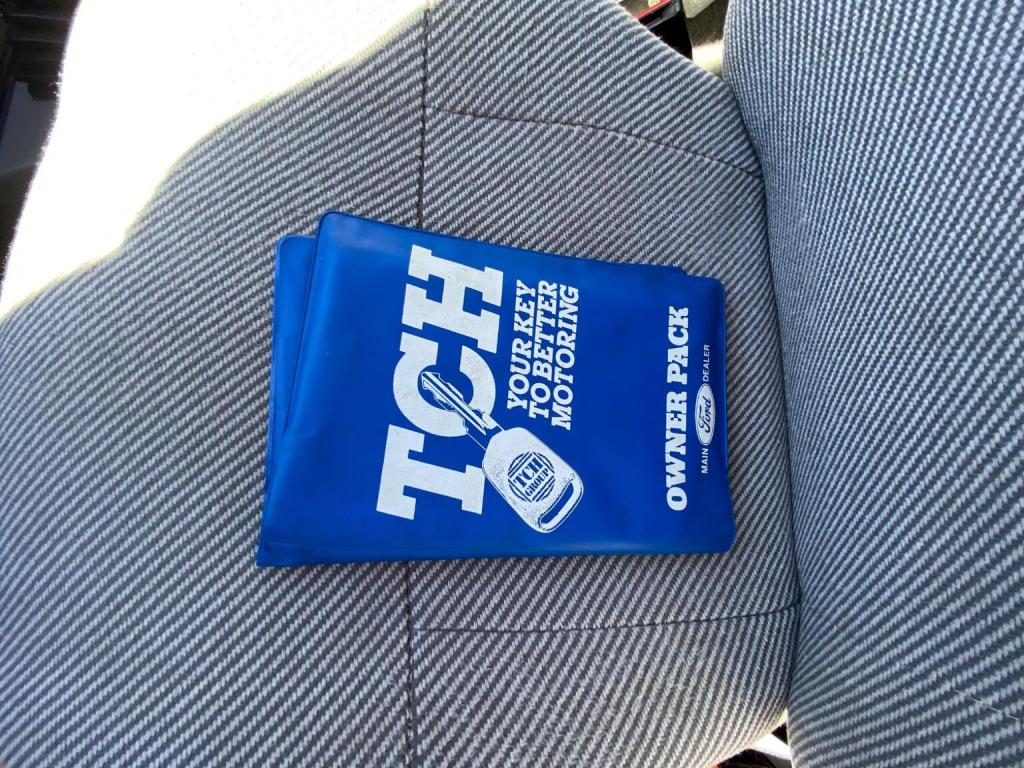 TCH
YOUR KEY
TO BETTER
MOTORING
TCH
GROUP
OWNER PACK
MAIN Ford DEALER